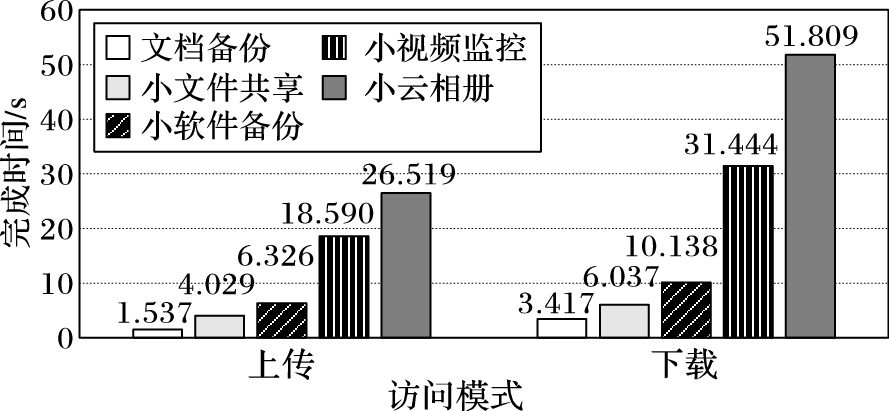 60
50
40
30
20
10
0
完成时间/s
文档备份
小文件共享
小软件备份
小视频监控
小云相册
1.537
4.029
6.326
18.590
26.519
3.417
6.037
10.138
31.444
51.809
上传
下载
访问模式